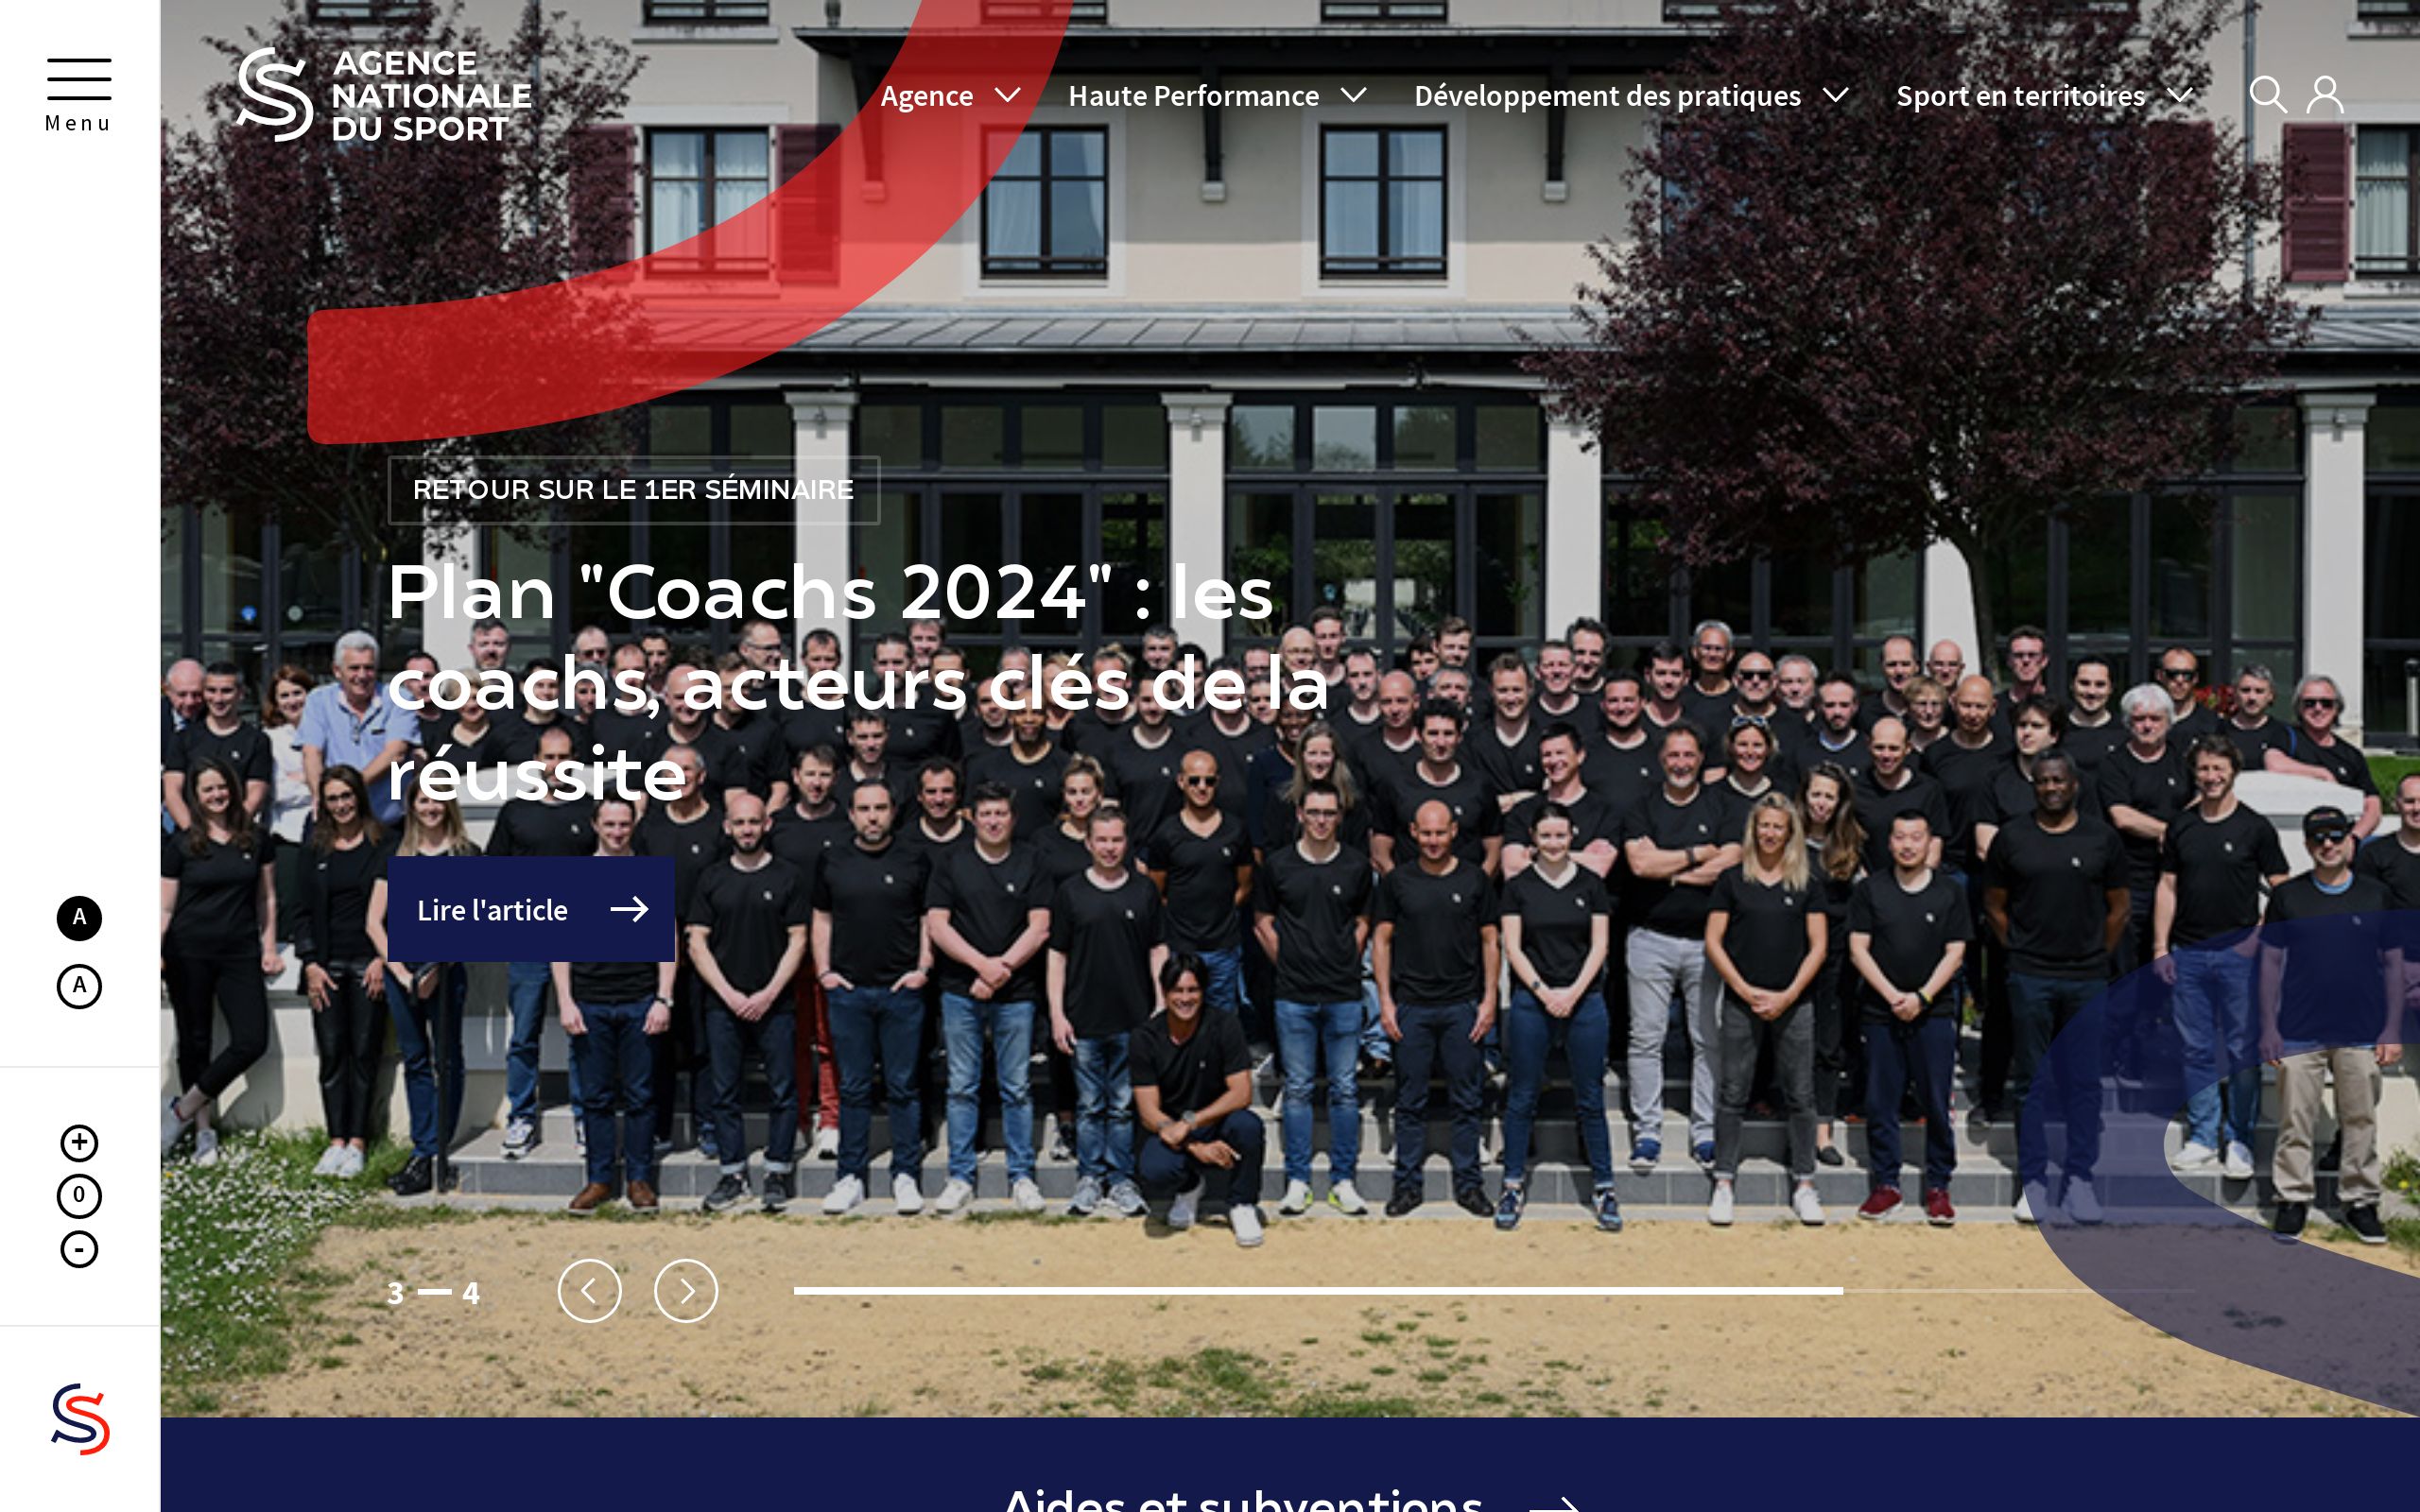 Menu
AGENCE
NATIONALE
DU SPORT
Agence
Haute Performance
Développement des pratiques
Sport en territoires
RETOUR SUR LE 1ER SÉMINAIRE
Plan "Coachs 2024" : les
coachs, acteurs clés de la
réussite
Lire l'article
A
A
+
0
-
3 — 4
Aides et subventions